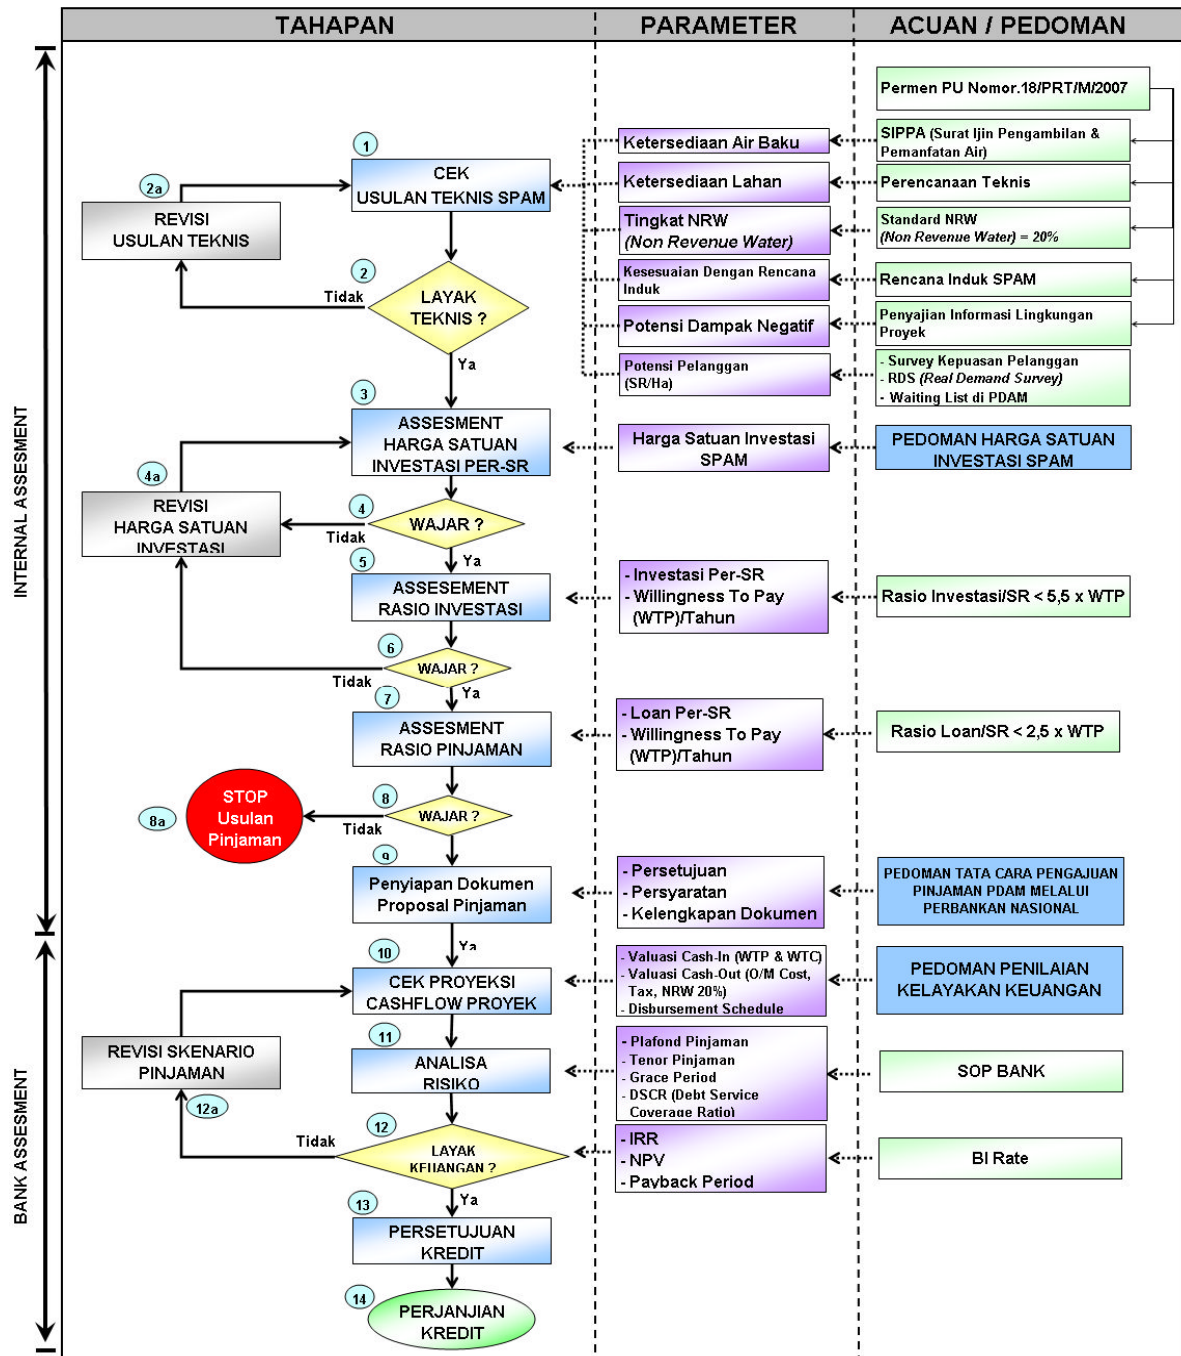 TAHAPAN
PARAMETER
ACUAN / PEDOMAN
INTERNAL ASSESMENT
BANK ASSESMENT
1
CEK
USULAN TEKNIS SPAM
2a
REVISI
USULAN TEKNIS
2
Tidak
LAYAK
TEKNIS ?
Ya
3
ASSESMENT
HARGA SATUAN
INVESTASI PER-SR
4a
REVISI
HARGA SATUAN
INVESTASI
4
Tidak
WAJAR ?
Ya
5
ASSESEMENT
RASIO INVESTASI
6
Tidak
WAJAR ?
Ya
7
ASSESMENT
RASIO PINJAMAN
8
Tidak
WAJAR ?
8a
STOP
Usulan
Pinjaman
9
Penyiapan Dokumen
Proposal Pinjaman
Ya
10
CEK PROYEKSI
CASHFLOW PROYEK
11
ANALISA
RISIKO
REVISI SKENARIO
PINJAMAN
12a
12
Tidak
LAYAK
KEUANGAN ?
Ya
13
PERSETUJUAN
KREDIT
14
PERJANJIAN
KREDIT
Ketersediaan Air Baku
Ketersediaan Lahan
Tingkat NRW
(Non Revenue Water)
Kesesuaian Dengan Rencana
Induk
Potensi Dampak Negatif
Potensi Pelanggan
(SR/Ha)
Harga Satuan Investasi
SPAM
- Investasi Per-SR
- Willingness To Pay
(WTP)/Tahun
- Loan Per-SR
- Willingness To Pay
(WTP)/Tahun
- Persetujuan
- Persyaratan
- Kelengkapan Dokumen
- Valuasi Cash-In (WTP & WTC)
- Valuasi Cash-Out (O/M Cost,
Tax, NRW 20%)
- Disbursement Schedule
- Plafond Pinjaman
- Tenor Pinjaman
- Grace Period
- DSCR (Debt Service
Coverage Ratio)
- IRR
- NPV
- Payback Period
Permen PU Nomor.18/PRT/M/2007
SIPPA (Surat Ijin Pengambilan &
Pemanfatan Air)
Perencanaan Teknis
Standard NRW
(Non Revenue Water) = 20%
Rencana Induk SPAM
Penyajian Informasi Lingkungan
Proyek
- Survey Kepuasan Pelanggan
- RDS (Real Demand Survey)
- Waiting List di PDAM
PEDOMAN HARGA SATUAN
INVESTASI SPAM
Rasio Investasi/SR < 5,5 x WTP
Rasio Loan/SR < 2,5 x WTP
PEDOMAN TATA CARA PENGAJUAN
PINJAMAN PDAM MELALUI
PERBANKAN NASIONAL
PEDOMAN PENILAIAN
KELAYAKAN KEUANGAN
SOP BANK
BI Rate